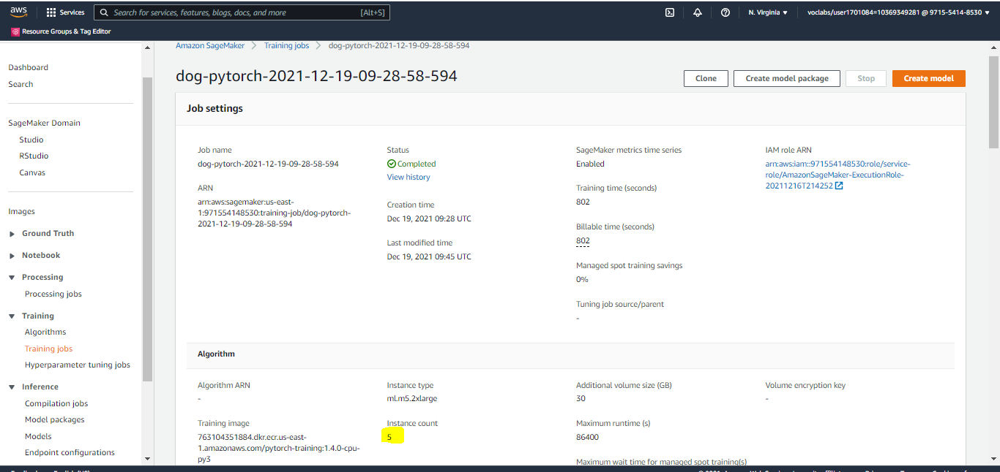 aws
Services
Search for services, features, blogs, docs, and more
[Alt+S]
N. Virginia
voclabs/user1701084=10369349281 @ 9715-5414-8530
Resource Groups & Tag Editor
Dashboard
Search
SageMaker Domain
Studio
RStudio
Canvas
Images
Ground Truth
Notebook
Processing
Processing jobs
Training
Algorithms
Training jobs
Hyperparameter tuning jobs
Inference
Compilation jobs
Model packages
Models
Endpoint configurations
Amazon SageMaker
Training jobs
dog-pytorch-2021-12-19-09-28-58-594
dog-pytorch-2021-12-19-09-28-58-594
Clone
Create model package
Stop
Create model
Job settings
Job name
dog-pytorch-2021-12-19-09-28-58-594
ARN
arn:aws:sagemaker:us-east-
1:971554148530:training-job/dog-pytorch-
2021-12-19-09-28-58-594
Status
Completed
View history
Creation time
Dec 19, 2021 09:28 UTC
Last modified time
Dec 19, 2021 09:45 UTC
SageMaker metrics time series
Enabled
Training time (seconds)
802
Billable time (seconds)
802
Managed spot training savings
0%
Tuning job source/parent
-
IAM role ARN
arn:aws:iam::971554148530:role/service-
role/AmazonSageMaker-ExecutionRole-
20211216T214252
Algorithm
Algorithm ARN
-
Training image
763104351884.dkr.ecr.us-east-
1.amazonaws.com/pytorch-training:1.4.0-cpu-
py3
Instance type
ml.m5.2xlarge
Instance count
5
Additional volume size (GB)
30
Maximum runtime (s)
86400
Maximum wait time for managed spot training(s)
Volume encryption key
-